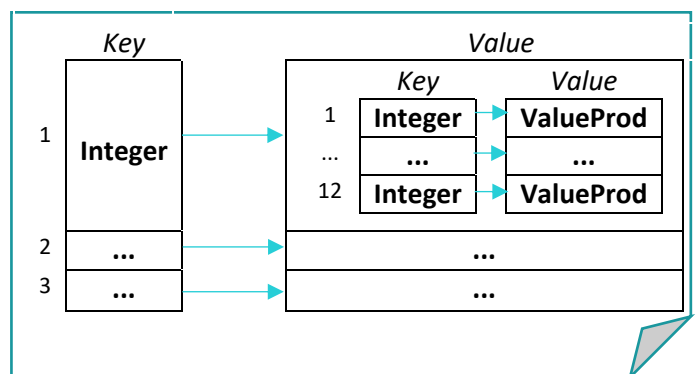 Key Value
Key Value
1 Integer 1 Integer ValueProd
... ... ...
12 Integer ValueProd
2 ... ...
3 ... ...